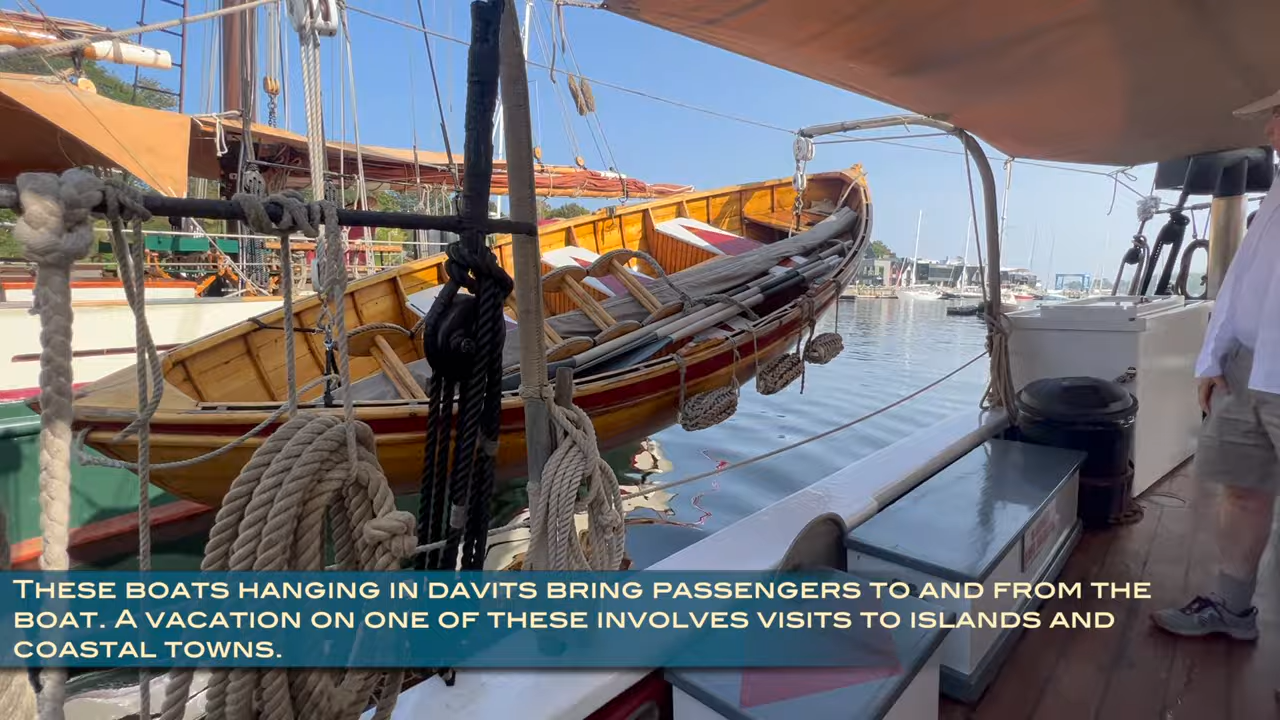 These boats hanging in davits bring passengers to and from the
boat. A vacation on one of these involves visits to islands and
coastal towns.